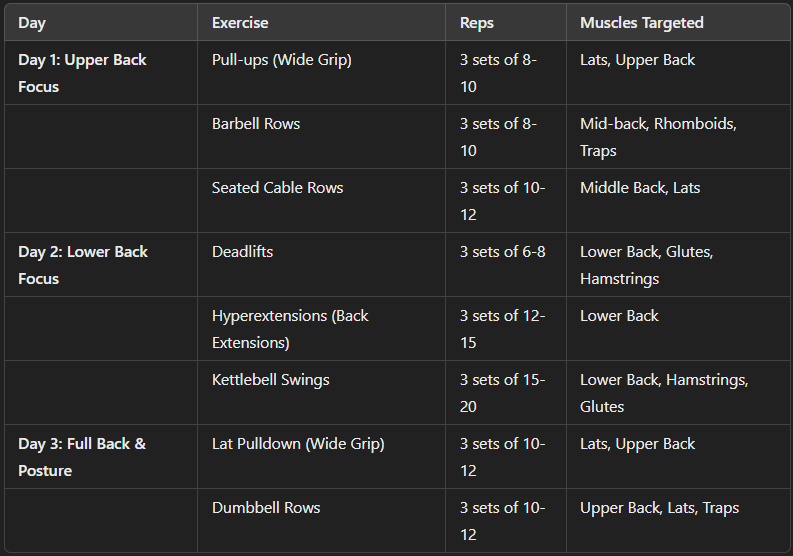 Day Exercise Reps Muscles Targeted
Day 1: Upper Back Pull-ups (Wide Grip) 3 sets of 8- Lats, Upper Back
Focus 10
Barbell Rows 3 sets of 8- Mid-back, Rhomboids,
10 Traps
Seated Cable Rows 3 sets of 10- Middle Back, Lats
12
Day 2: Lower Back Deadlifts 3 sets of 6-8 Lower Back, Glutes,
Focus Hamstrings
Hyperextensions (Back 3 sets of 12- Lower Back
Extensions) 15
Kettlebell Swings 3 sets of 15- Lower Back, Hamstrings,
20 Glutes
Day 3: Full Back & Lat Pulldown (Wide Grip) 3 sets of 10- Lats, Upper Back
Posture 12
Dumbbell Rows 3 sets of 10- Upper Back, Lats, Traps
12